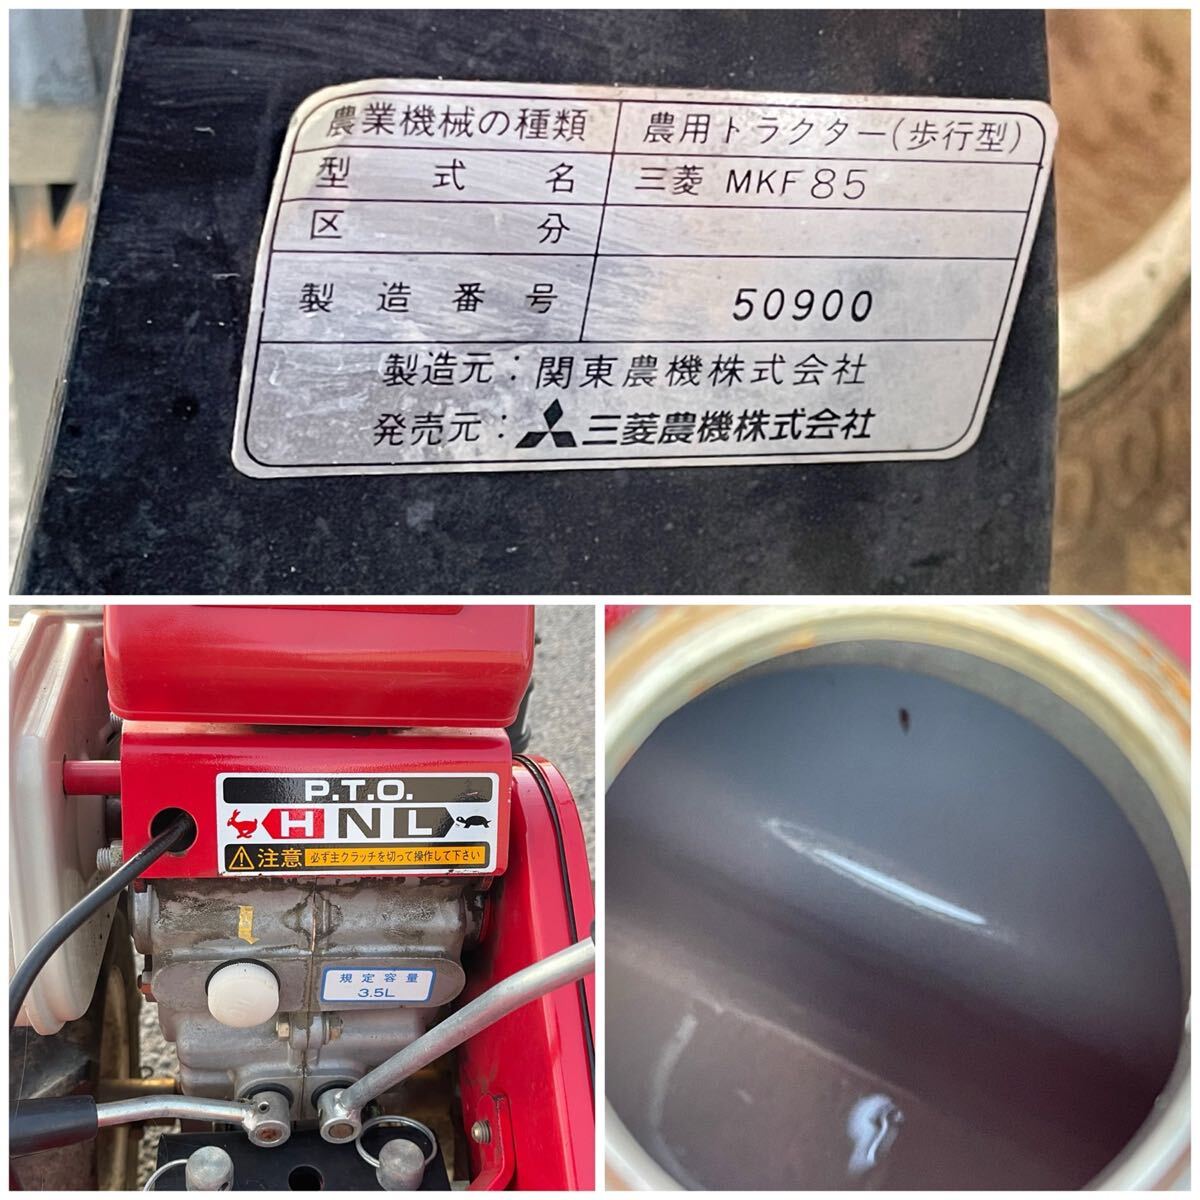 農業機械の種類 農用トラクター(歩行型)
型式名 三菱 MKF85
区分
製造番号 50900
製造元：関東農機株式会社
発売元：三菱農機株式会社
P.T.O.
H N L
注意 必ず主クラッチを切って操作して下さい
規定容量
3.5L